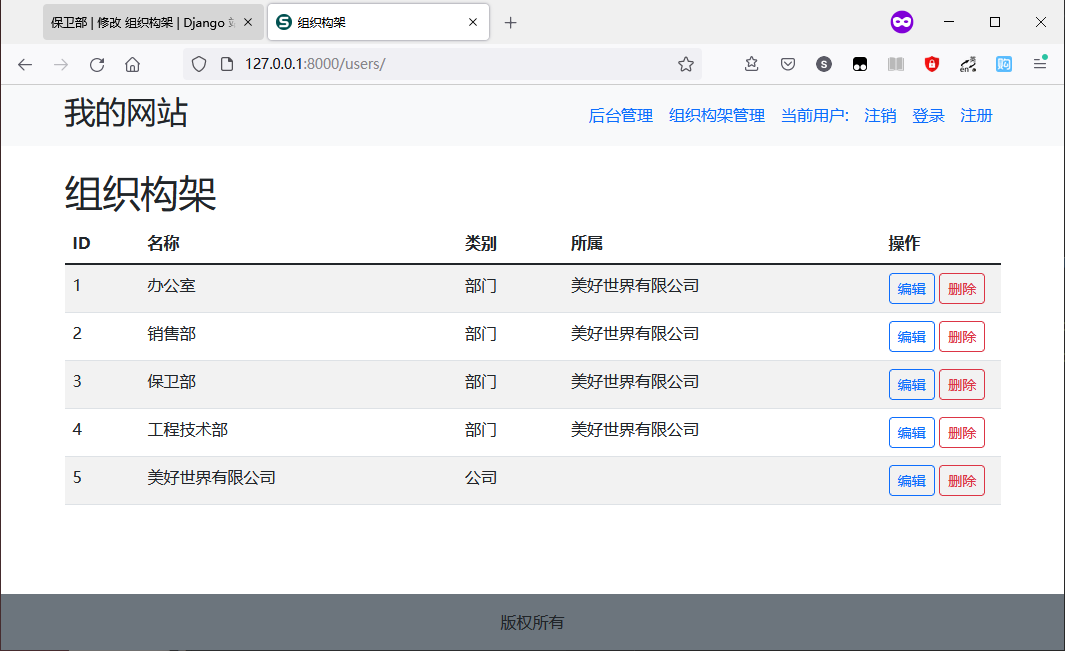 保卫部 | 修改 组织构架 | Django 站
组织构架
127.0.0.1:8000/users/
我的网站
后台管理 组织构架管理 当前用户: 注销 登录 注册
组织构架
ID 名称 类别 所属 操作
1 办公室 部门 美好世界有限公司 编辑 删除
2 销售部 部门 美好世界有限公司 编辑 删除
3 保卫部 部门 美好世界有限公司 编辑 删除
4 工程技术部 部门 美好世界有限公司 编辑 删除
5 美好世界有限公司 公司 编辑 删除
版权所有